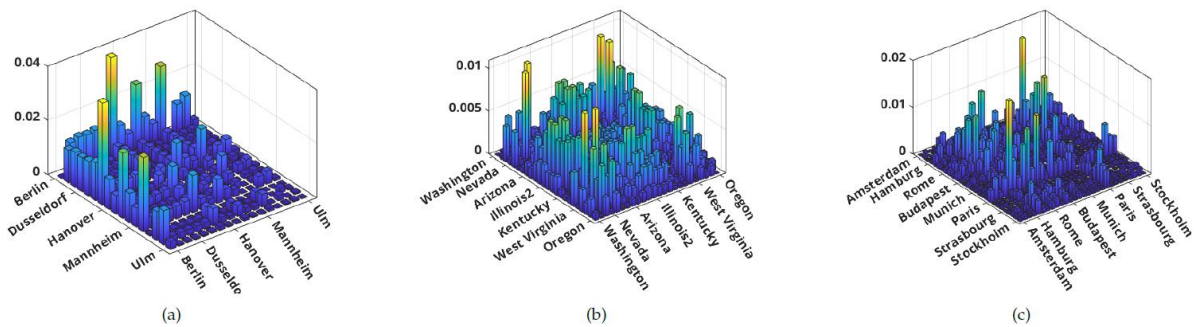 0.04
0.02
0
Berlin
Dusseldorf
Hanover
Mannheim
Ulm
Berlin
Dusseldo
Hanover
Mannheim
Ulm
(a)
0.01
0.005
0
Washington
Nevada
Arizona
Illinois2
Kentucky
West Virginia
Oregon
Washington
Nevada
Arizona
Illinois2
Kentucky
West Virginia
Oregon
(b)
0.02
0.01
0
Amsterdam
Hamburg
Rome
Budapest
Munich
Paris
Strasbourg
Stockholm
Amsterdam
Hamburg
Rome
Budapest
Munich
Paris
Strasbourg
Stockholm
(c)